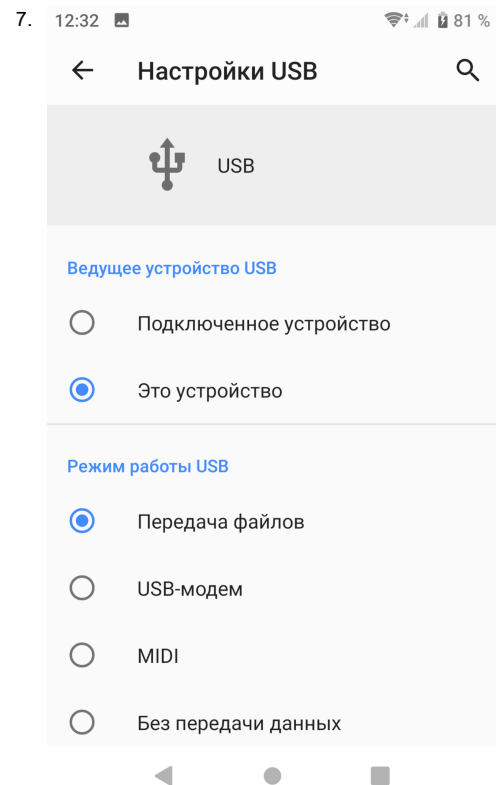 7. 12:32 81 %
Настройки USB
USB
Ведущее устройство USB
Подключенное устройство
Это устройство
Режим работы USB
Передача файлов
USB-модем
MIDI
Без передачи данных